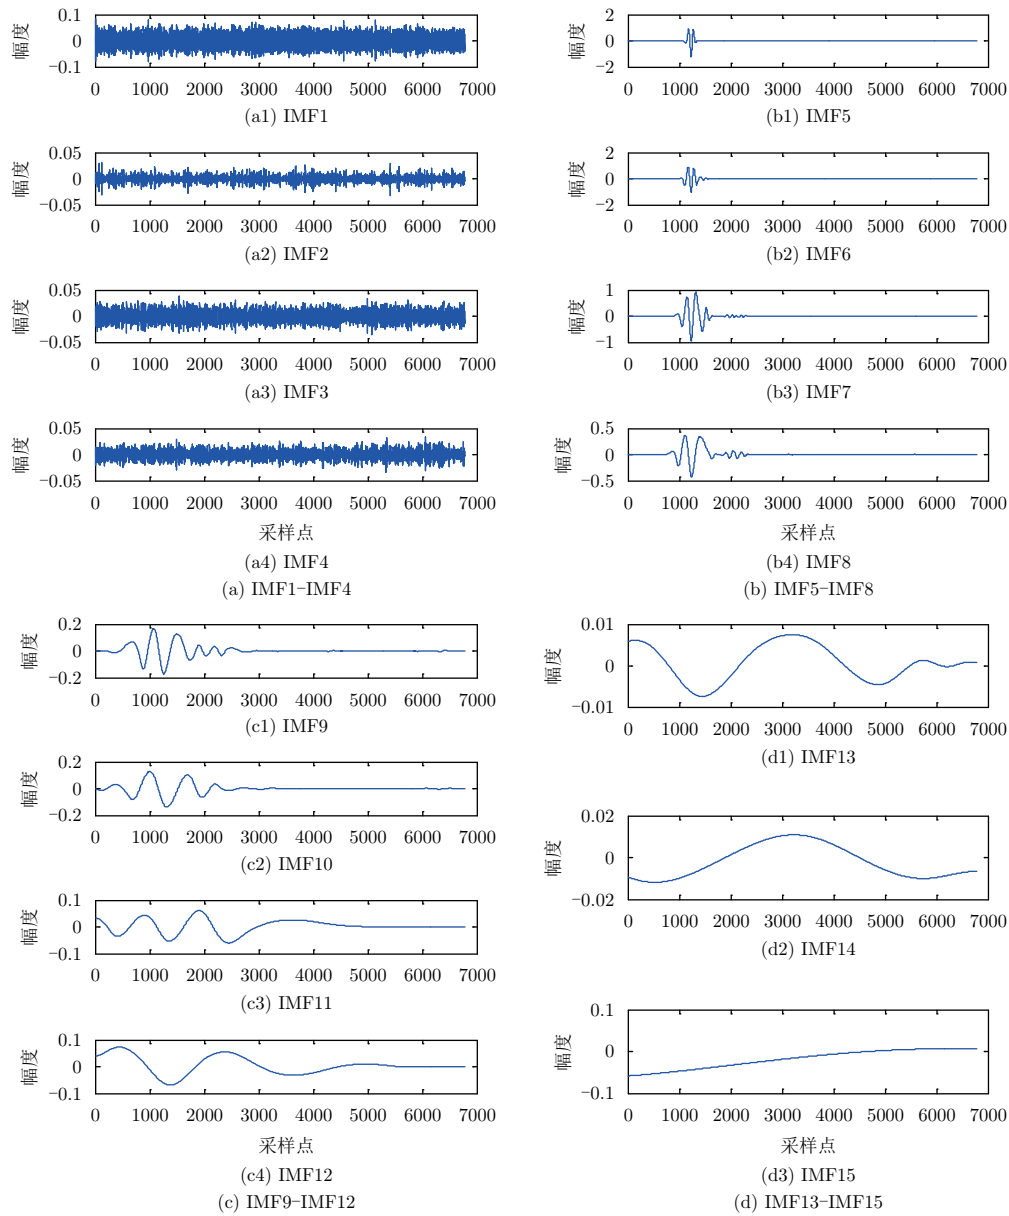 幅度
0.1
0
−0.1
0 1000 2000 3000 4000 5000 6000 7000
(a1) IMF1
幅度
0.05
0
−0.05
0 1000 2000 3000 4000 5000 6000 7000
(a2) IMF2
幅度
0.05
0
−0.05
0 1000 2000 3000 4000 5000 6000 7000
(a3) IMF3
幅度
0.05
0
−0.05
0 1000 2000 3000 4000 5000 6000 7000
采样点
(a4) IMF4
(a) IMF1−IMF4
幅度
2
0
−2
0 1000 2000 3000 4000 5000 6000 7000
(b1) IMF5
幅度
2
0
−2
0 1000 2000 3000 4000 5000 6000 7000
(b2) IMF6
幅度
1
0
−1
0 1000 2000 3000 4000 5000 6000 7000
(b3) IMF7
幅度
0.5
0
−0.5
0 1000 2000 3000 4000 5000 6000 7000
采样点
(b4) IMF8
(b) IMF5−IMF8
幅度
0.2
0
−0.2
0 1000 2000 3000 4000 5000 6000 7000
(c1) IMF9
幅度
0.2
0
−0.2
0 1000 2000 3000 4000 5000 6000 7000
(c2) IMF10
幅度
0.1
0
−0.1
0 1000 2000 3000 4000 5000 6000 7000
(c3) IMF11
幅度
0.1
0
−0.1
0 1000 2000 3000 4000 5000 6000 7000
采样点
(c4) IMF12
(c) IMF9−IMF12
幅度
0.01
0
−0.01
0 1000 2000 3000 4000 5000 6000 7000
(d1) IMF13
幅度
0.02
0
−0.02
0 1000 2000 3000 4000 5000 6000 7000
(d2) IMF14
幅度
0.1
0
−0.1
0 1000 2000 3000 4000 5000 6000 7000
采样点
(d3) IMF15
(d) IMF13−IMF15